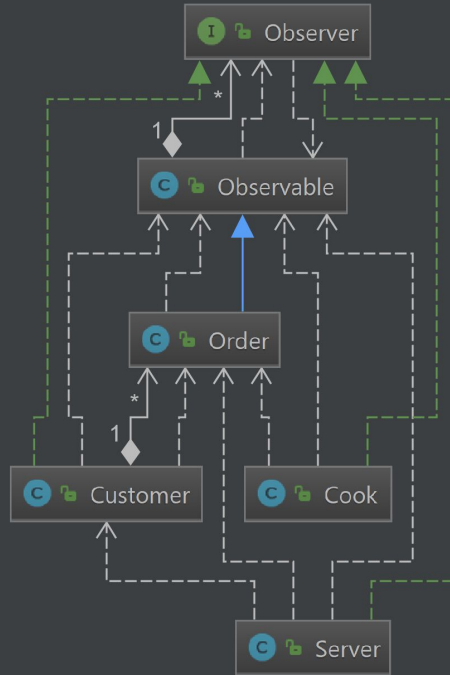 I Observer
*
1
C Observable
C Order
*
1
C Customer
C Cook
C Server